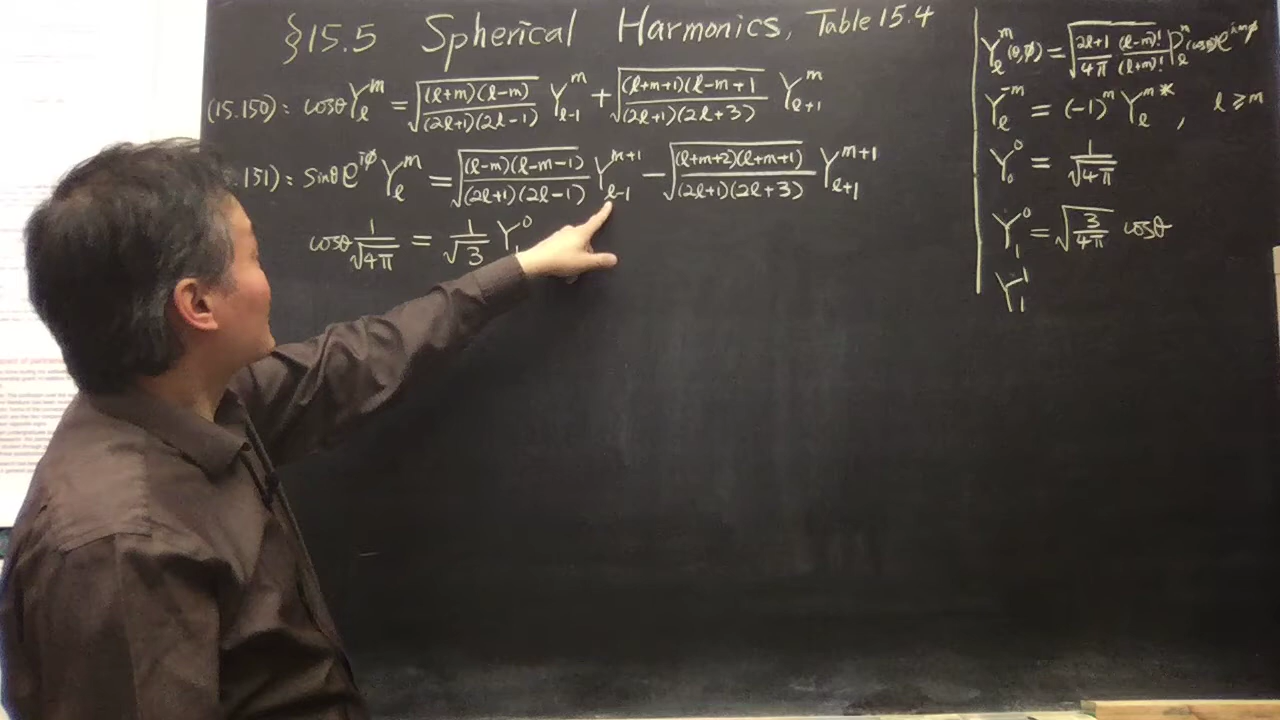 §15.5 Spherical Harmonics, Table 15.4
(15.150): cosθ Y_ℓ^m = √((ℓ+m)(ℓ-m)/(2ℓ+1)(2ℓ-1)) Y_{ℓ-1}^m + √((ℓ+m+1)(ℓ-m+1/(2ℓ+1)(2ℓ+3)) Y_{ℓ+1}^m
.151): sinθ e^{iφ} Y_ℓ^m = √((ℓ-m)(ℓ-m-1)/(2ℓ+1)(2ℓ-1)) Y_{ℓ-1}^{m+1} - √((ℓ+m+2)(ℓ+m+1)/(2ℓ+1)(2ℓ+3)) Y_{ℓ+1}^{m+1}
cosθ 1/√4π = 1/√3 Y_1^0
Y_ℓ^m(θ,φ) = √(2ℓ+1/4π (ℓ-m)!/(ℓ+m)!) P_ℓ^m(cosθ) e^{imφ}
Y_ℓ^{-m} = (-1)^m Y_ℓ^{m*}, ℓ ≥ m
Y_0^0 = 1/√4π
Y_1^0 = √(3/4π) cosθ
Y_1^1